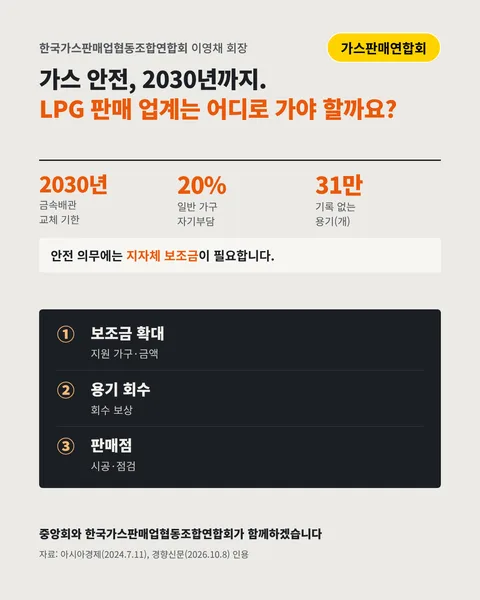 한국가스판매업협동조합연합회 이영채 회장
가스판매연합회
가스 안전, 2030년까지.
LPG 판매 업계는 어디로 가야 할까요?
2030년
금속배관
교체 기한
20%
일반 가구
자기부담
31만
기록 없는
용기(개)
안전 의무에는 지자체 보조금이 필요합니다.
① 보조금 확대
지원 가구·금액
② 용기 회수
회수 보상
③ 판매점
시공·점검
중앙회와 한국가스판매업협동조합연합회가 함께하겠습니다
자료: 아시아경제(2024.7.11), 경향신문(2026.10.8) 인용